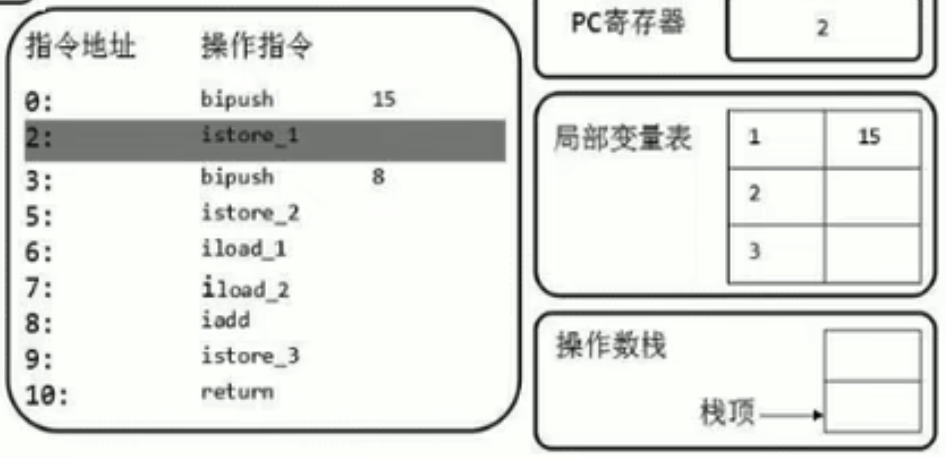 指令地址 操作指令
0: bipush 15
2: istore_1
3: bipush 8
5: istore_2
6: iload_1
7: iload_2
8: iadd
9: istore_3
10: return
PC寄存器 2
局部变量表 1 15
2
3
操作数栈
栈顶